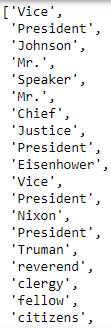 ['Vice',
'President',
'Johnson',
'Mr.',
'Speaker',
'Mr.',
'Chief',
'Justice',
'President',
'Eisenhower',
'Vice',
'President',
'Nixon',
'President',
'Truman',
'reverend',
'clergy',
'fellow',
'citizens',